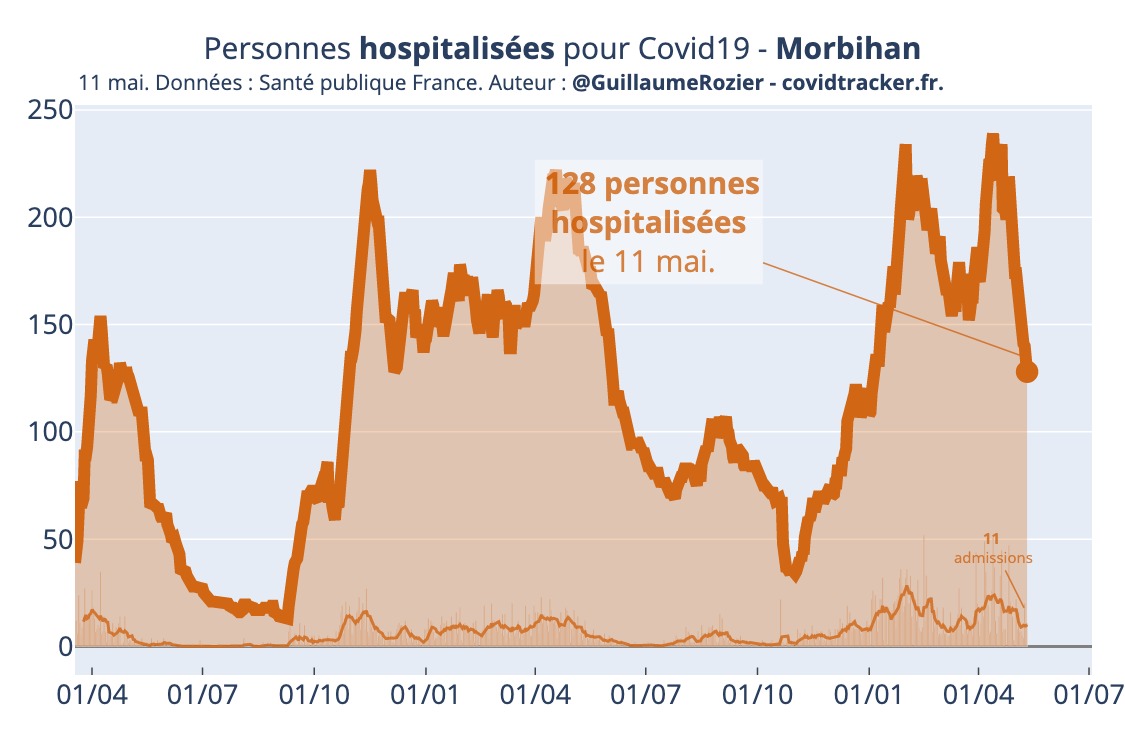 Personnes hospitalisées pour Covid19 - Morbihan
11 mai. Données : Santé publique France. Auteur : @GuillaumeRozier - covidtracker.fr.
250
200
150
100
50
0
128 personnes
hospitalisées
le 11 mai.
11
admissions
01/04 01/07 01/10 01/01 01/04 01/07 01/10 01/01 01/04 01/07